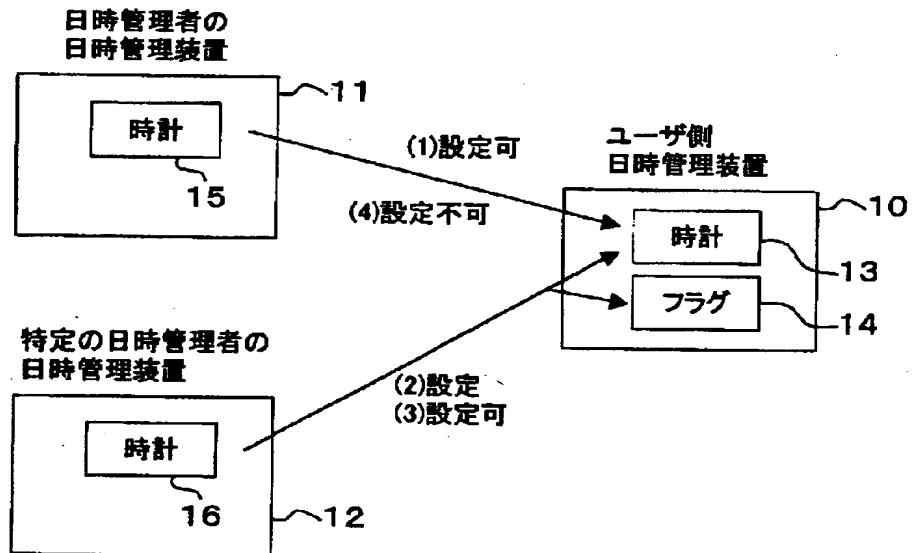 日時管理者の
日時管理装置
11
時計
15
(1)設定可
(4)設定不可
ユーザ側
日時管理装置
10
時計
13
フラグ
14
特定の日時管理者の
日時管理装置
(2)設定
(3)設定可
時計
16
12